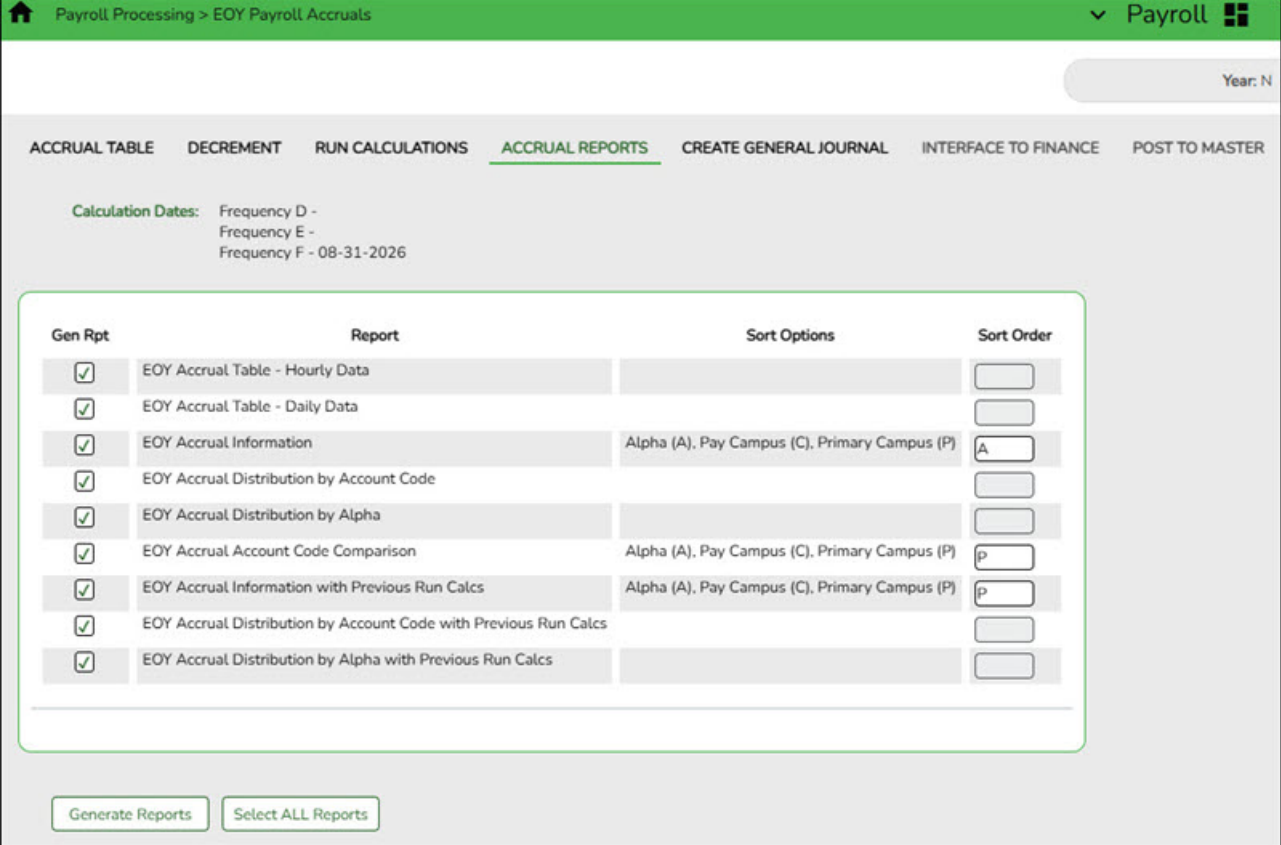 Payroll Processing > EOY Payroll Accruals
Payroll
Year: N
ACCRUAL TABLE DECREMENT RUN CALCULATIONS ACCRUAL REPORTS CREATE GENERAL JOURNAL INTERFACE TO FINANCE POST TO MASTER
Calculation Dates: Frequency D -
Frequency E -
Frequency F - 08-31-2026
Gen Rpt Report Sort Options Sort Order
EOY Accrual Table - Hourly Data
EOY Accrual Table - Daily Data
EOY Accrual Information Alpha (A), Pay Campus (C), Primary Campus (P) A
EOY Accrual Distribution by Account Code
EOY Accrual Distribution by Alpha
EOY Accrual Account Code Comparison Alpha (A), Pay Campus (C), Primary Campus (P) P
EOY Accrual Information with Previous Run Calcs Alpha (A), Pay Campus (C), Primary Campus (P) P
EOY Accrual Distribution by Account Code with Previous Run Calcs
EOY Accrual Distribution by Alpha with Previous Run Calcs
Generate Reports Select ALL Reports